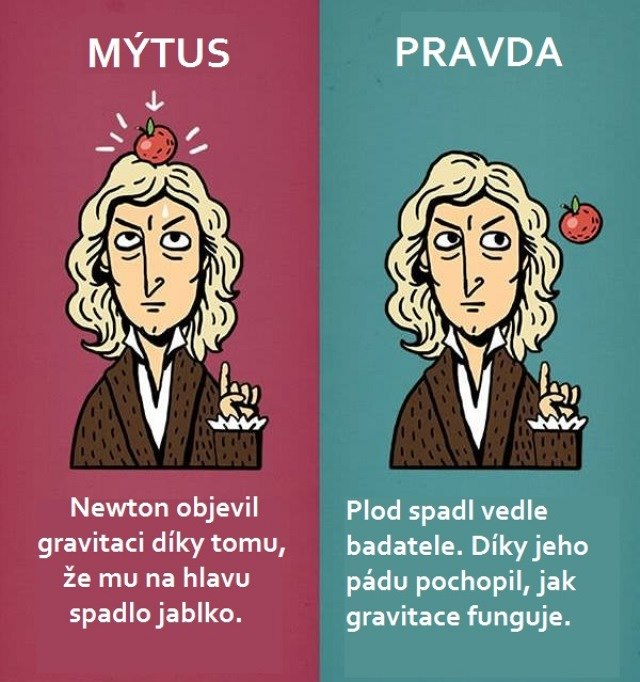 MÝTUS
Newton objevil
gravitaci díky tomu,
že mu na hlavu
spadlo jablko.
PRAVDA
Plod spadl vedle
badatele. Díky jeho
pádu pochopil, jak
gravitace funguje.